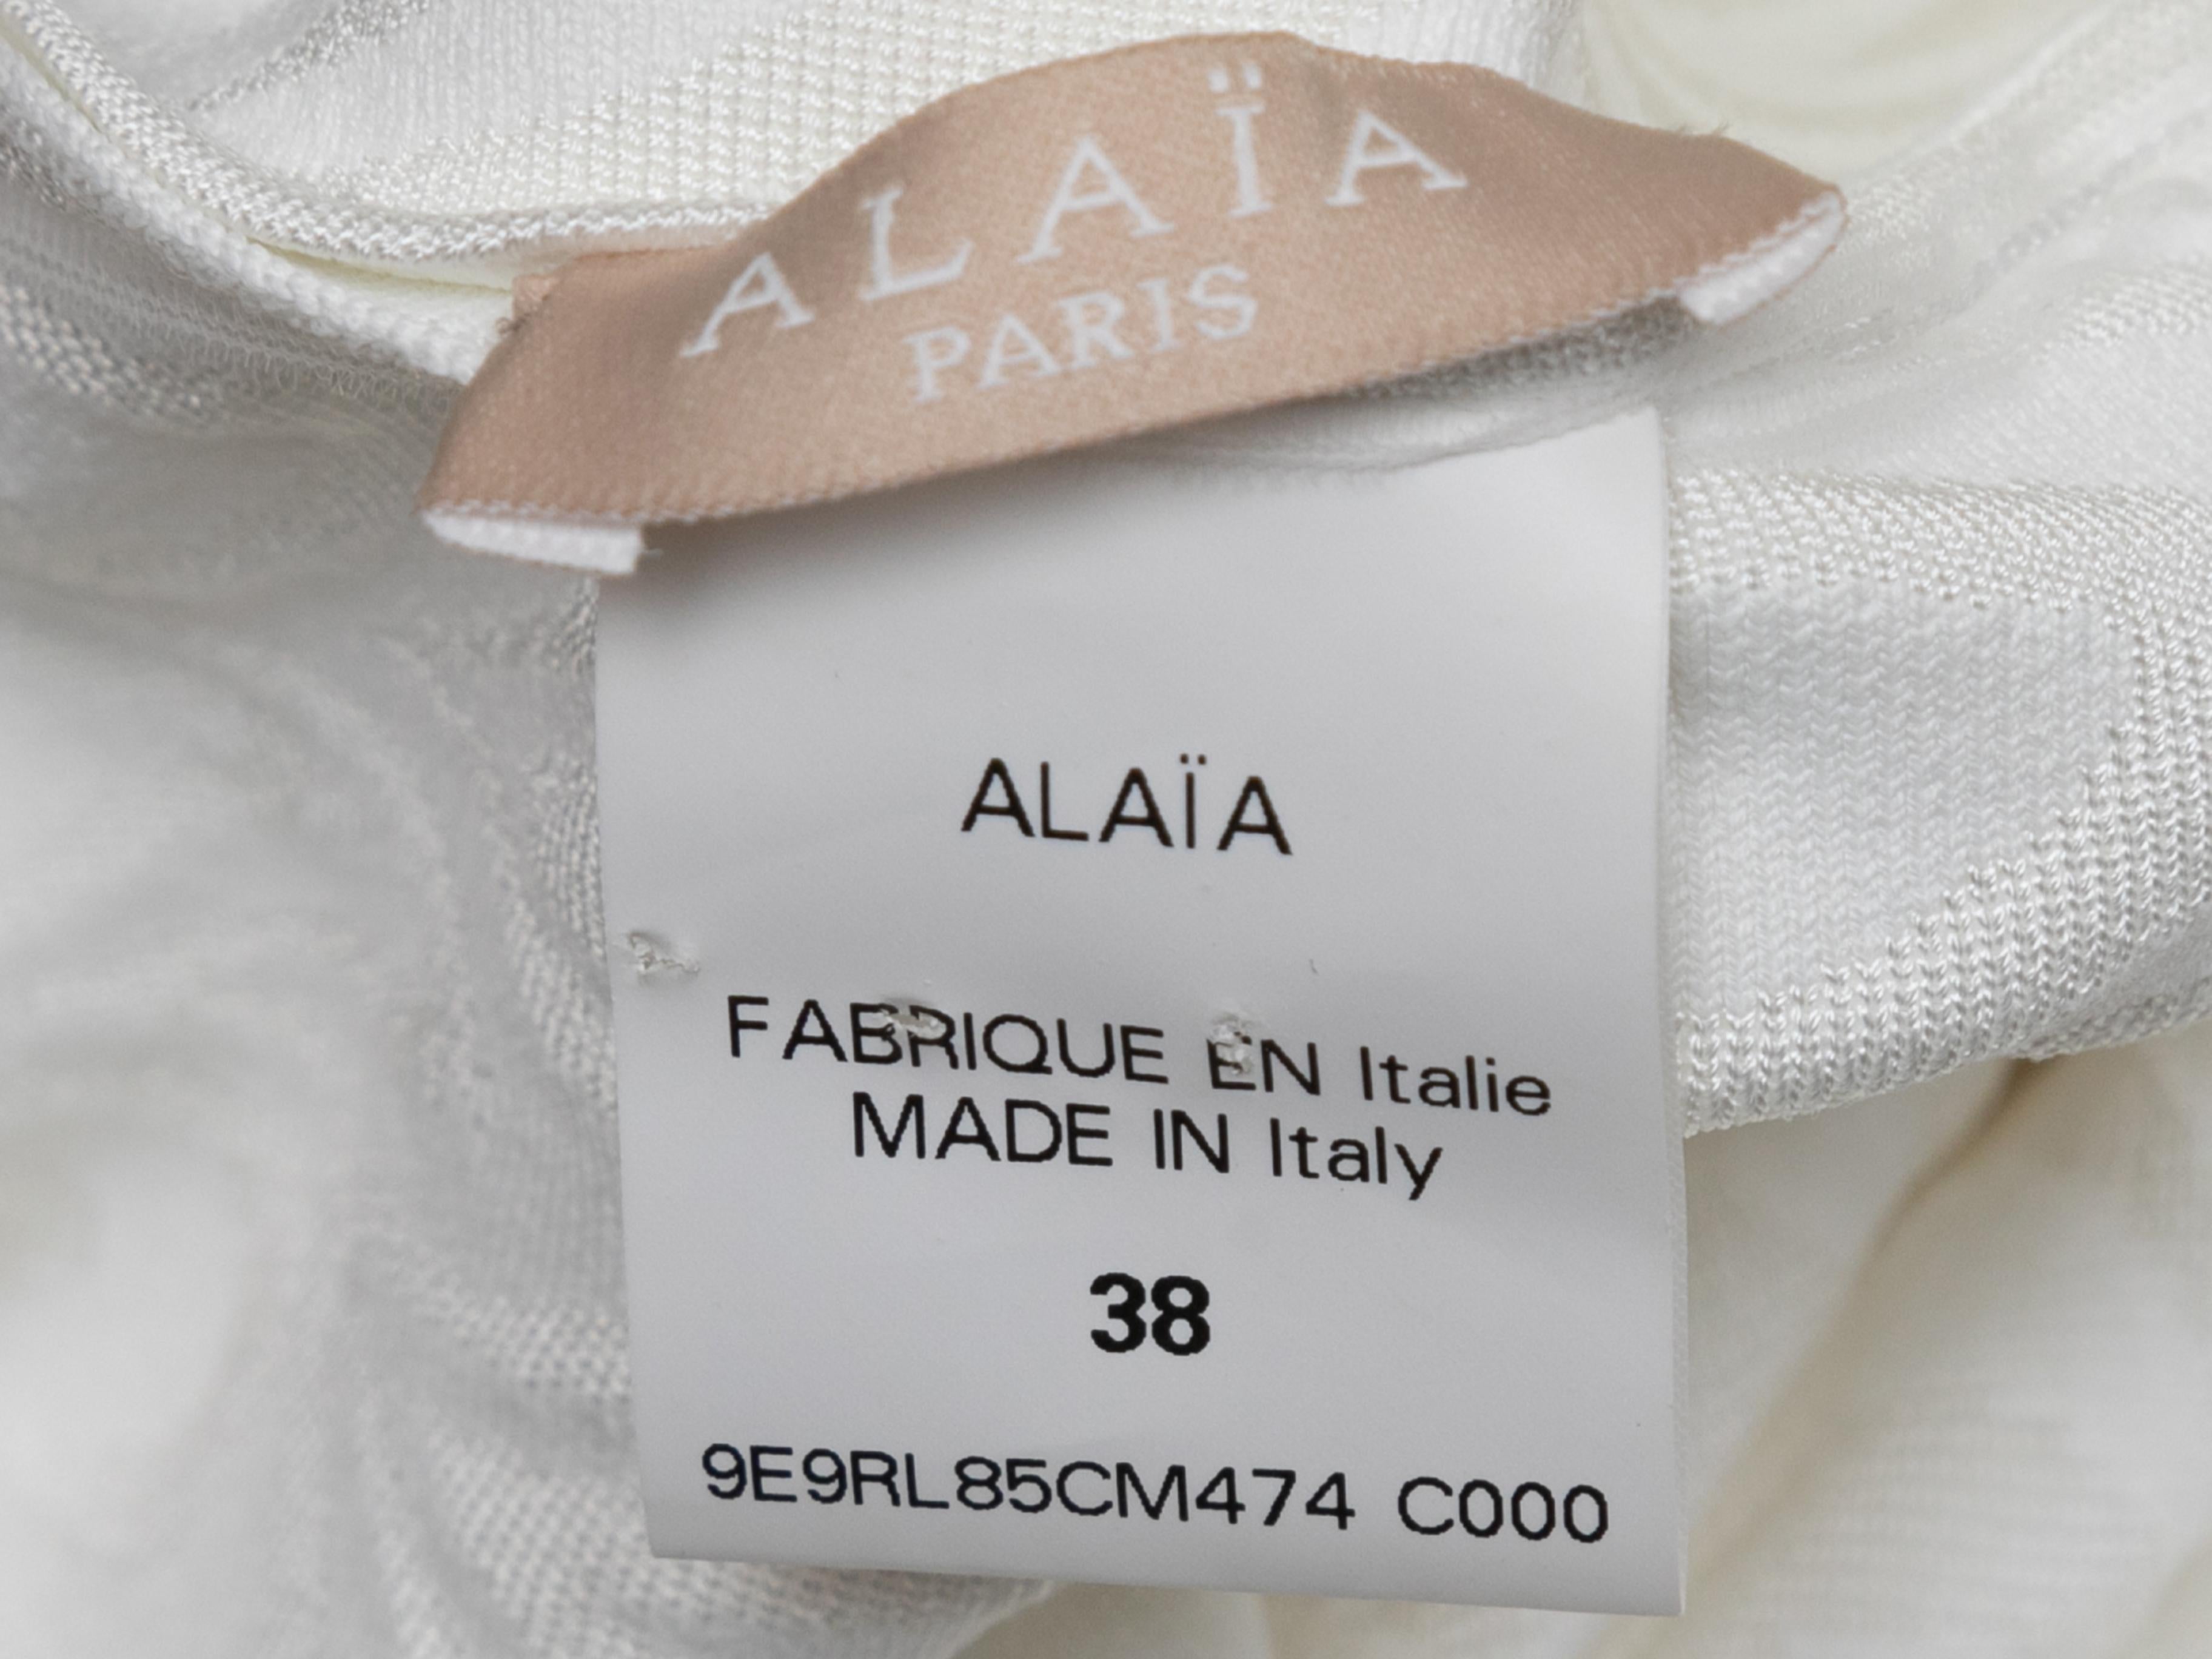 ALAÏA
PARIS
ALAÏA
FABRIQUE EN Italie
MADE IN Italy
38
9E9RL85CM474 C000